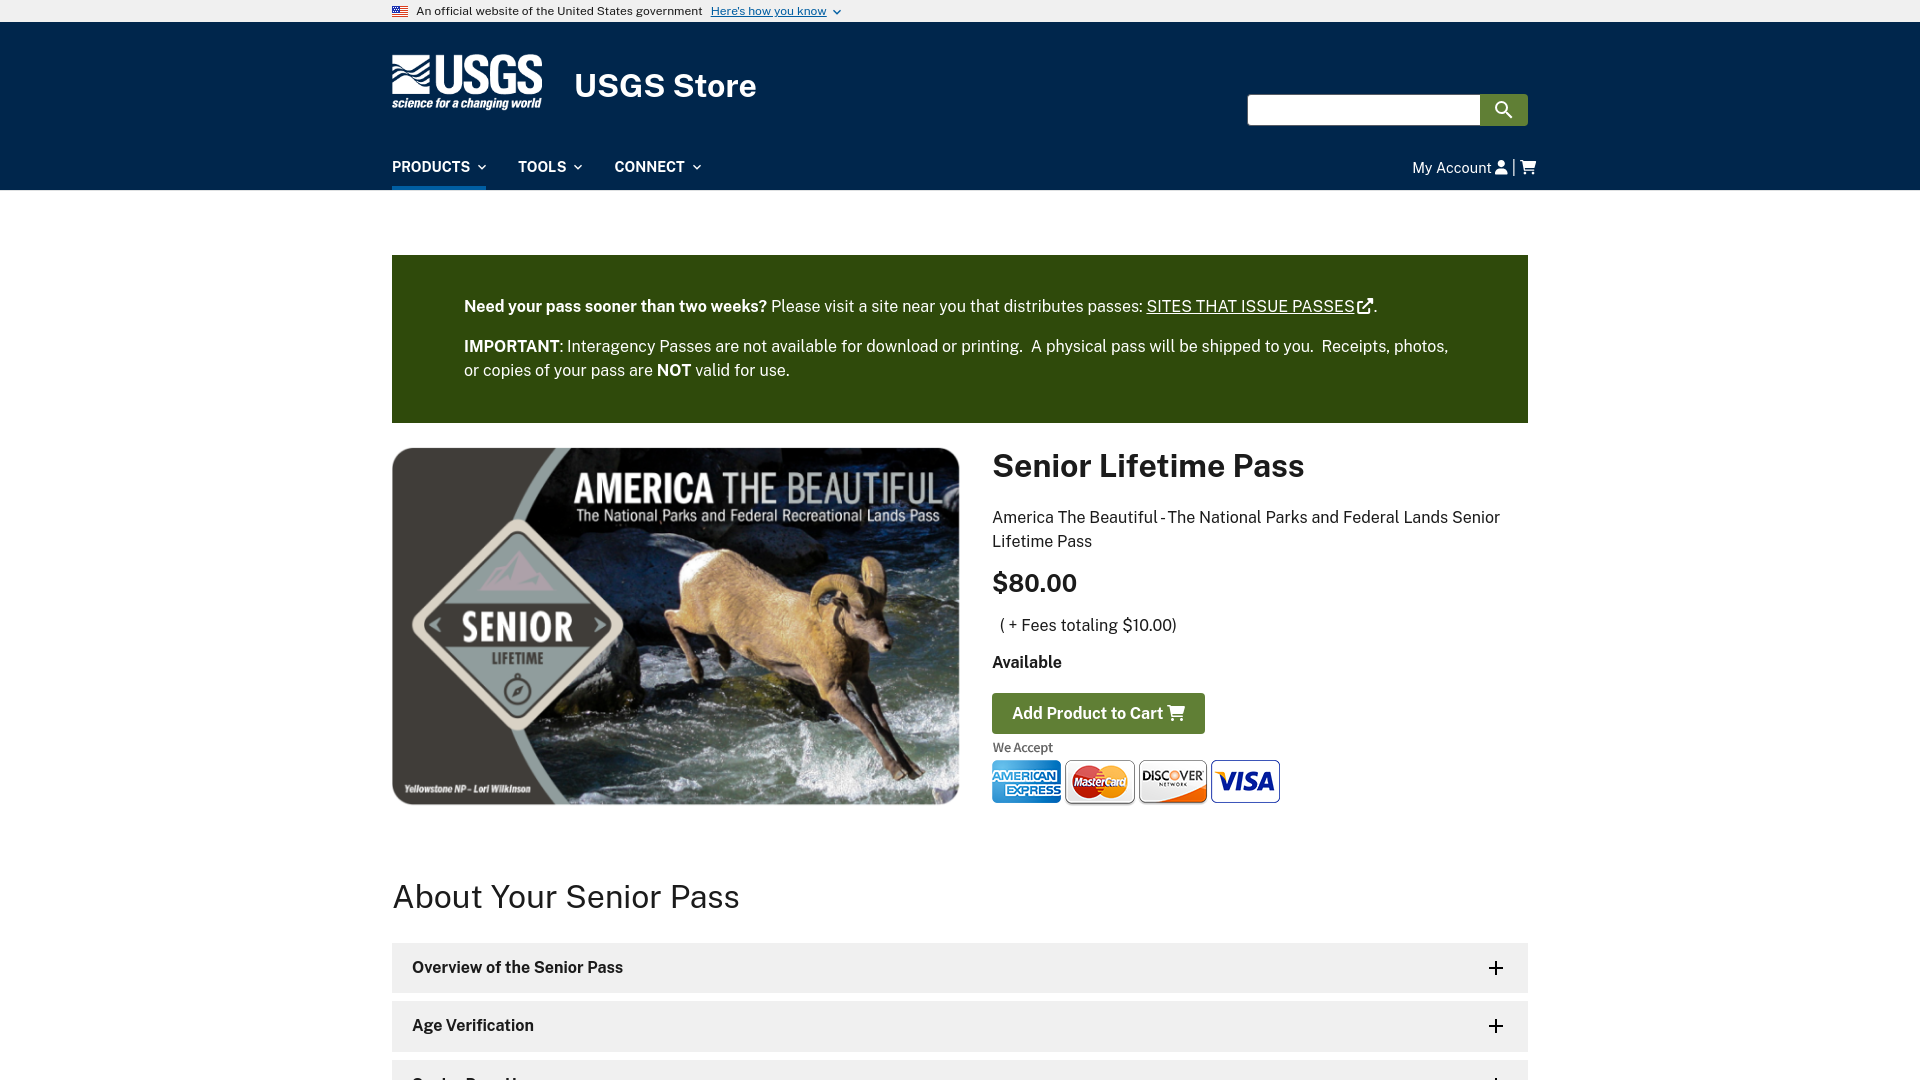 An official website of the United States government Here's how you know
USGS
science for a changing world
USGS Store
PRODUCTS TOOLS CONNECT
My Account |
Need your pass sooner than two weeks? Please visit a site near you that distributes passes: SITES THAT ISSUE PASSES.
IMPORTANT: Interagency Passes are not available for download or printing. A physical pass will be shipped to you. Receipts, photos,
or copies of your pass are NOT valid for use.
AMERICA THE BEAUTIFUL
The National Parks and Federal Recreational Lands Pass
SENIOR
LIFETIME
Yellowstone NP – Lori Wilkinson
Senior Lifetime Pass
America The Beautiful - The National Parks and Federal Lands Senior
Lifetime Pass
$80.00
( + Fees totaling $10.00)
Available
Add Product to Cart
We Accept
AMERICAN EXPRESS
MasterCard
DISCOVER NETWORK
VISA
About Your Senior Pass
Overview of the Senior Pass
Age Verification